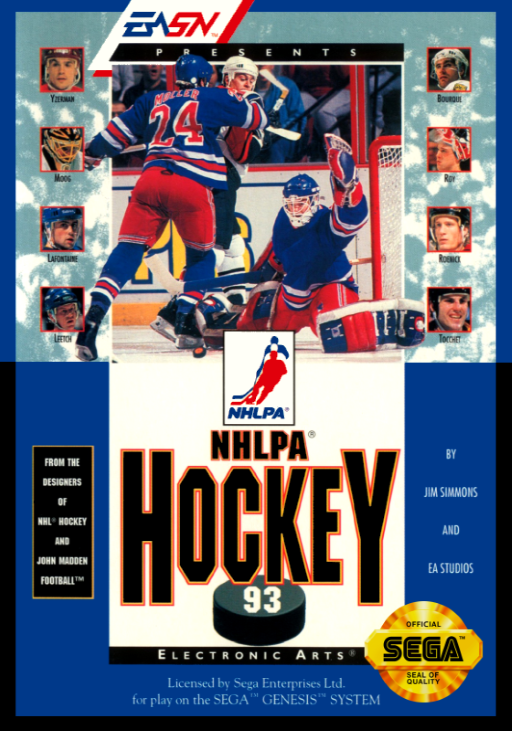 EASN™
PRESENTS
YZERMAN
BOURQUE
MOOG
ROY
LAFONTAINE
ROENICK
LEETCH
TOCCHET
MESSIER
24
NHLPA®
NHLPA®
HOCKEY
93
FROM THE
DESIGNERS
OF
NHL® HOCKEY
AND
JOHN MADDEN
FOOTBALL™
BY
JIM SIMMONS
AND
EA STUDIOS
ELECTRONIC ARTS®
OFFICIAL
SEGA™
SEAL OF
QUALITY
Licensed by Sega Enterprises Ltd.
for play on the SEGA™ GENESIS™ SYSTEM